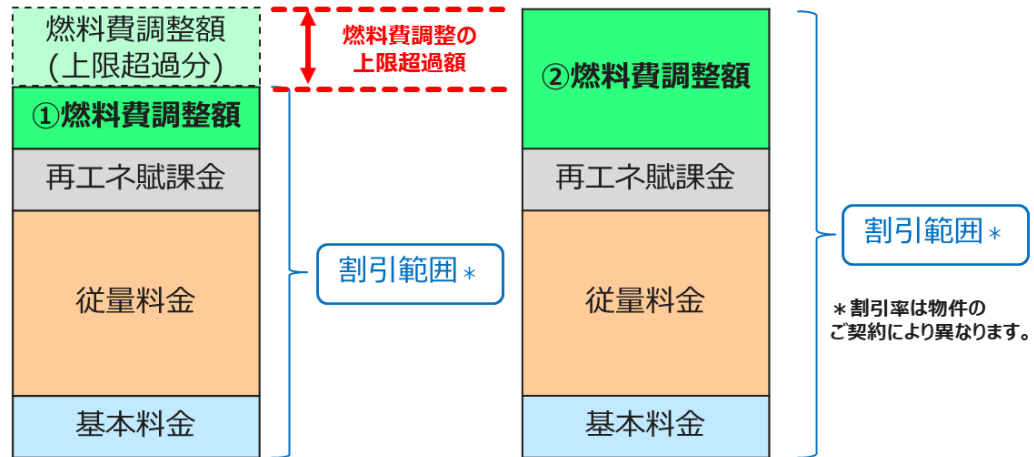 燃料費調整額
(上限超過分)
①燃料費調整額
再エネ賦課金
従量料金
基本料金
燃料費調整の
上限超過額
割引範囲*
②燃料費調整額
再エネ賦課金
従量料金
基本料金
割引範囲*
*割引率は物件の
ご契約により異なります。